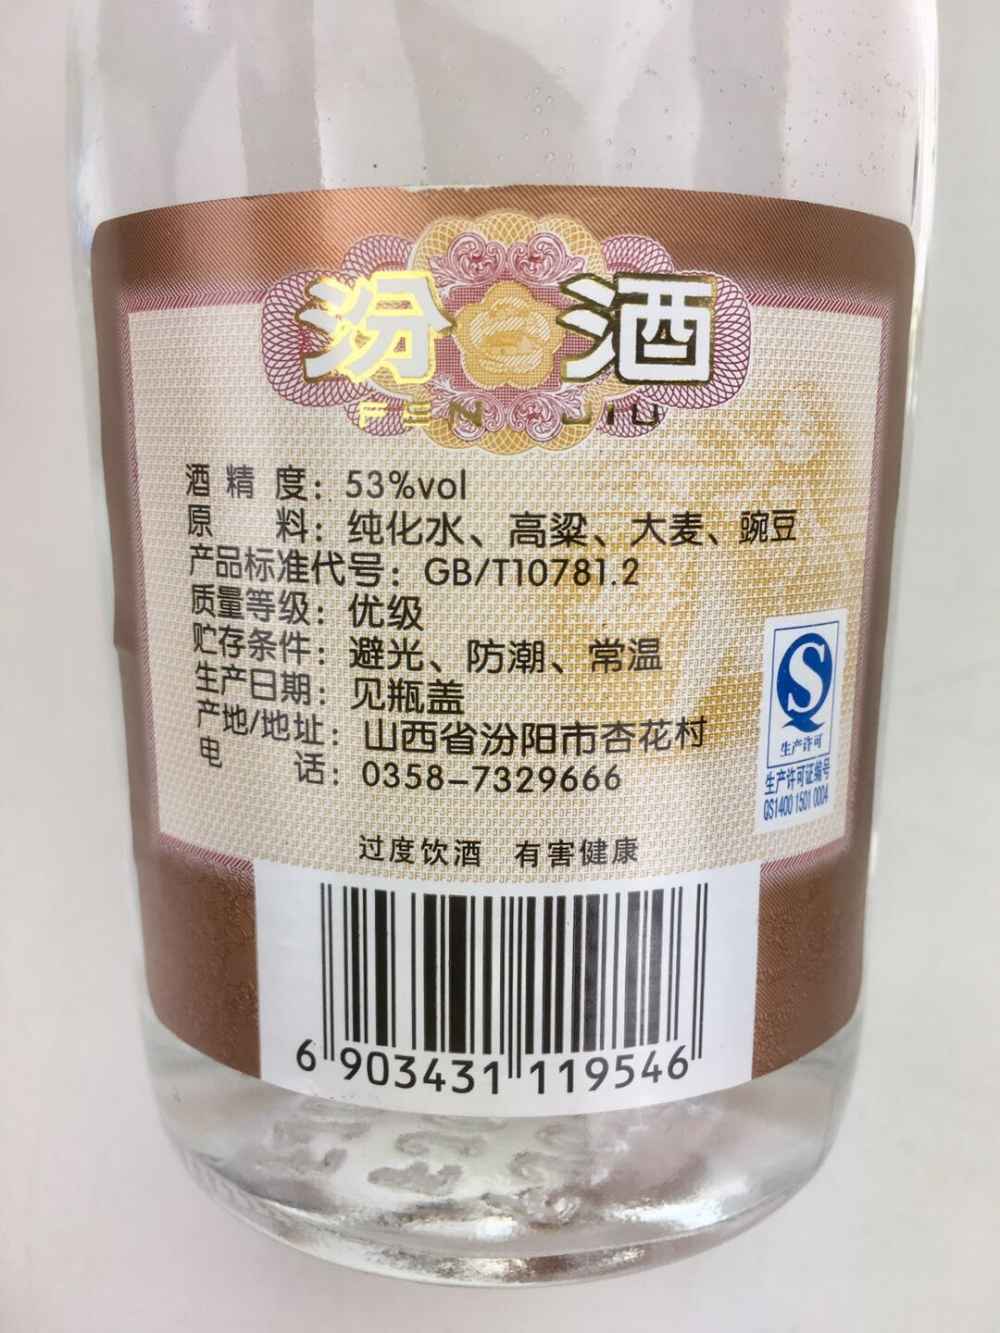 汾酒
FEN JIU
酒精度：53%vol
原料：纯化水、高粱、大麦、豌豆
产品标准代号：GB/T10781.2
质量等级：优级
贮存条件：避光、防潮、常温
生产日期：见瓶盖
产地/地址：山西省汾阳市杏花村
电话：0358-7329666
生产许可
生产许可证编号
QS1400 1501 0004
过度饮酒 有害健康
6 903431 119546